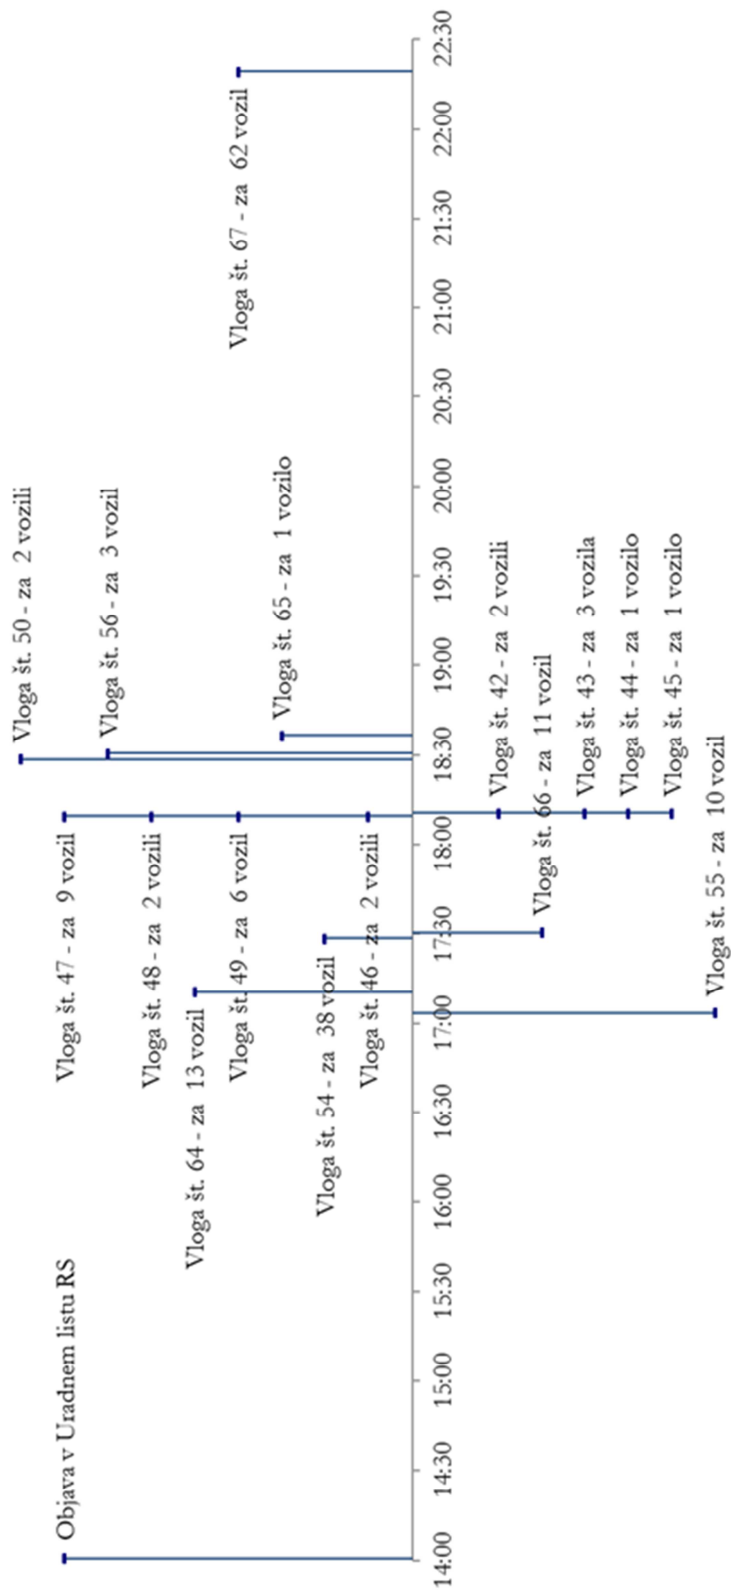 Vloga št. 50 - za 2 vozili
Objava v Uradnem listu RS
Vloga št. 47 - za 9 vozil
Vloga št. 56 - za 3 vozil
Vloga št. 48 - za 2 vozili
Vloga št. 64 - za 13 vozil
Vloga št. 49 - za 6 vozil
Vloga št. 67 - za 62 vozil
Vloga št. 65 - za 1 vozilo
Vloga št. 54 - za 38 vozil
Vloga št. 46 - za 2 vozili
14:00 14:30 15:00 15:30 16:00 16:30 17:00 17:30 18:00 18:30 19:00 19:30 20:00 20:30 21:00 21:30 22:00 22:30
Vloga št. 42 - za 2 vozili
Vloga št. 66 - za 11 vozil
Vloga št. 43 - za 3 vozila
Vloga št. 44 - za 1 vozilo
Vloga št. 45 - za 1 vozilo
Vloga št. 55 - za 10 vozil